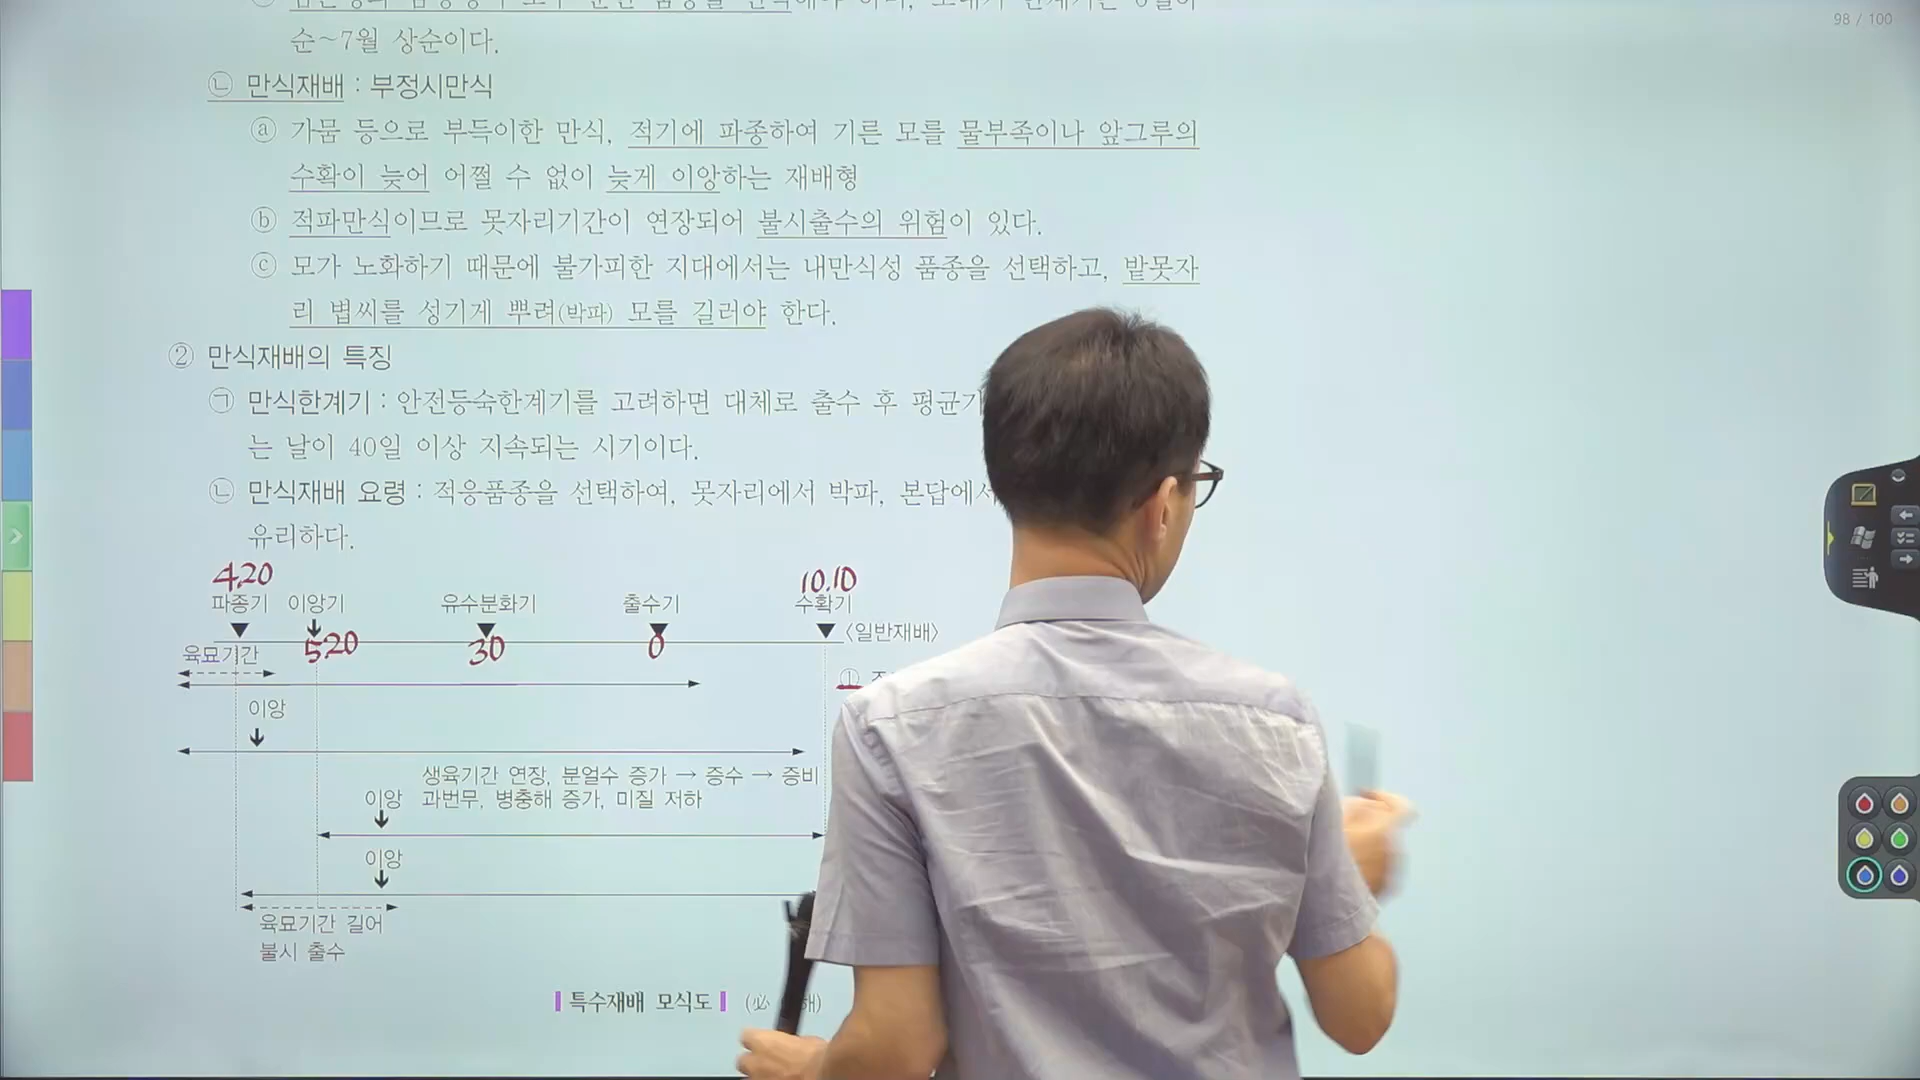 98 / 100
순～7월 상순이다.
㉡ 만식재배 : 부정시만식
ⓐ 가뭄 등으로 부득이한 만식, 적기에 파종하여 기른 모를 물부족이나 앞그루의
수확이 늦어 어쩔 수 없이 늦게 이앙하는 재배형
ⓑ 적파만식이므로 못자리기간이 연장되어 불시출수의 위험이 있다.
ⓒ 모가 노화하기 때문에 불가피한 지대에서는 내만식성 품종을 선택하고, 밭못자
리 볍씨를 성기게 뿌려(박파) 모를 길러야 한다.
② 만식재배의 특징
㉠ 만식한계기 : 안전등숙한계기를 고려하면 대체로 출수 후
는 날이 40일 이상 지속되는 시기이다.
㉡ 만식재배 요령 : 적응품종을 선택하여, 못자리에서 박파,
유리하다.
4.20 10.10
파종기 이앙기 유수분화기 출수기 수확기
〈일반재배〉
5.20 30 0
육묘기간
①
이앙
생육기간 연장, 분얼수 증가 → 증수 → 증비
이앙 과번무, 병충해 증가, 미질 저하
이앙
육묘기간 길어
불시 출수
특수재배 모식도 (必